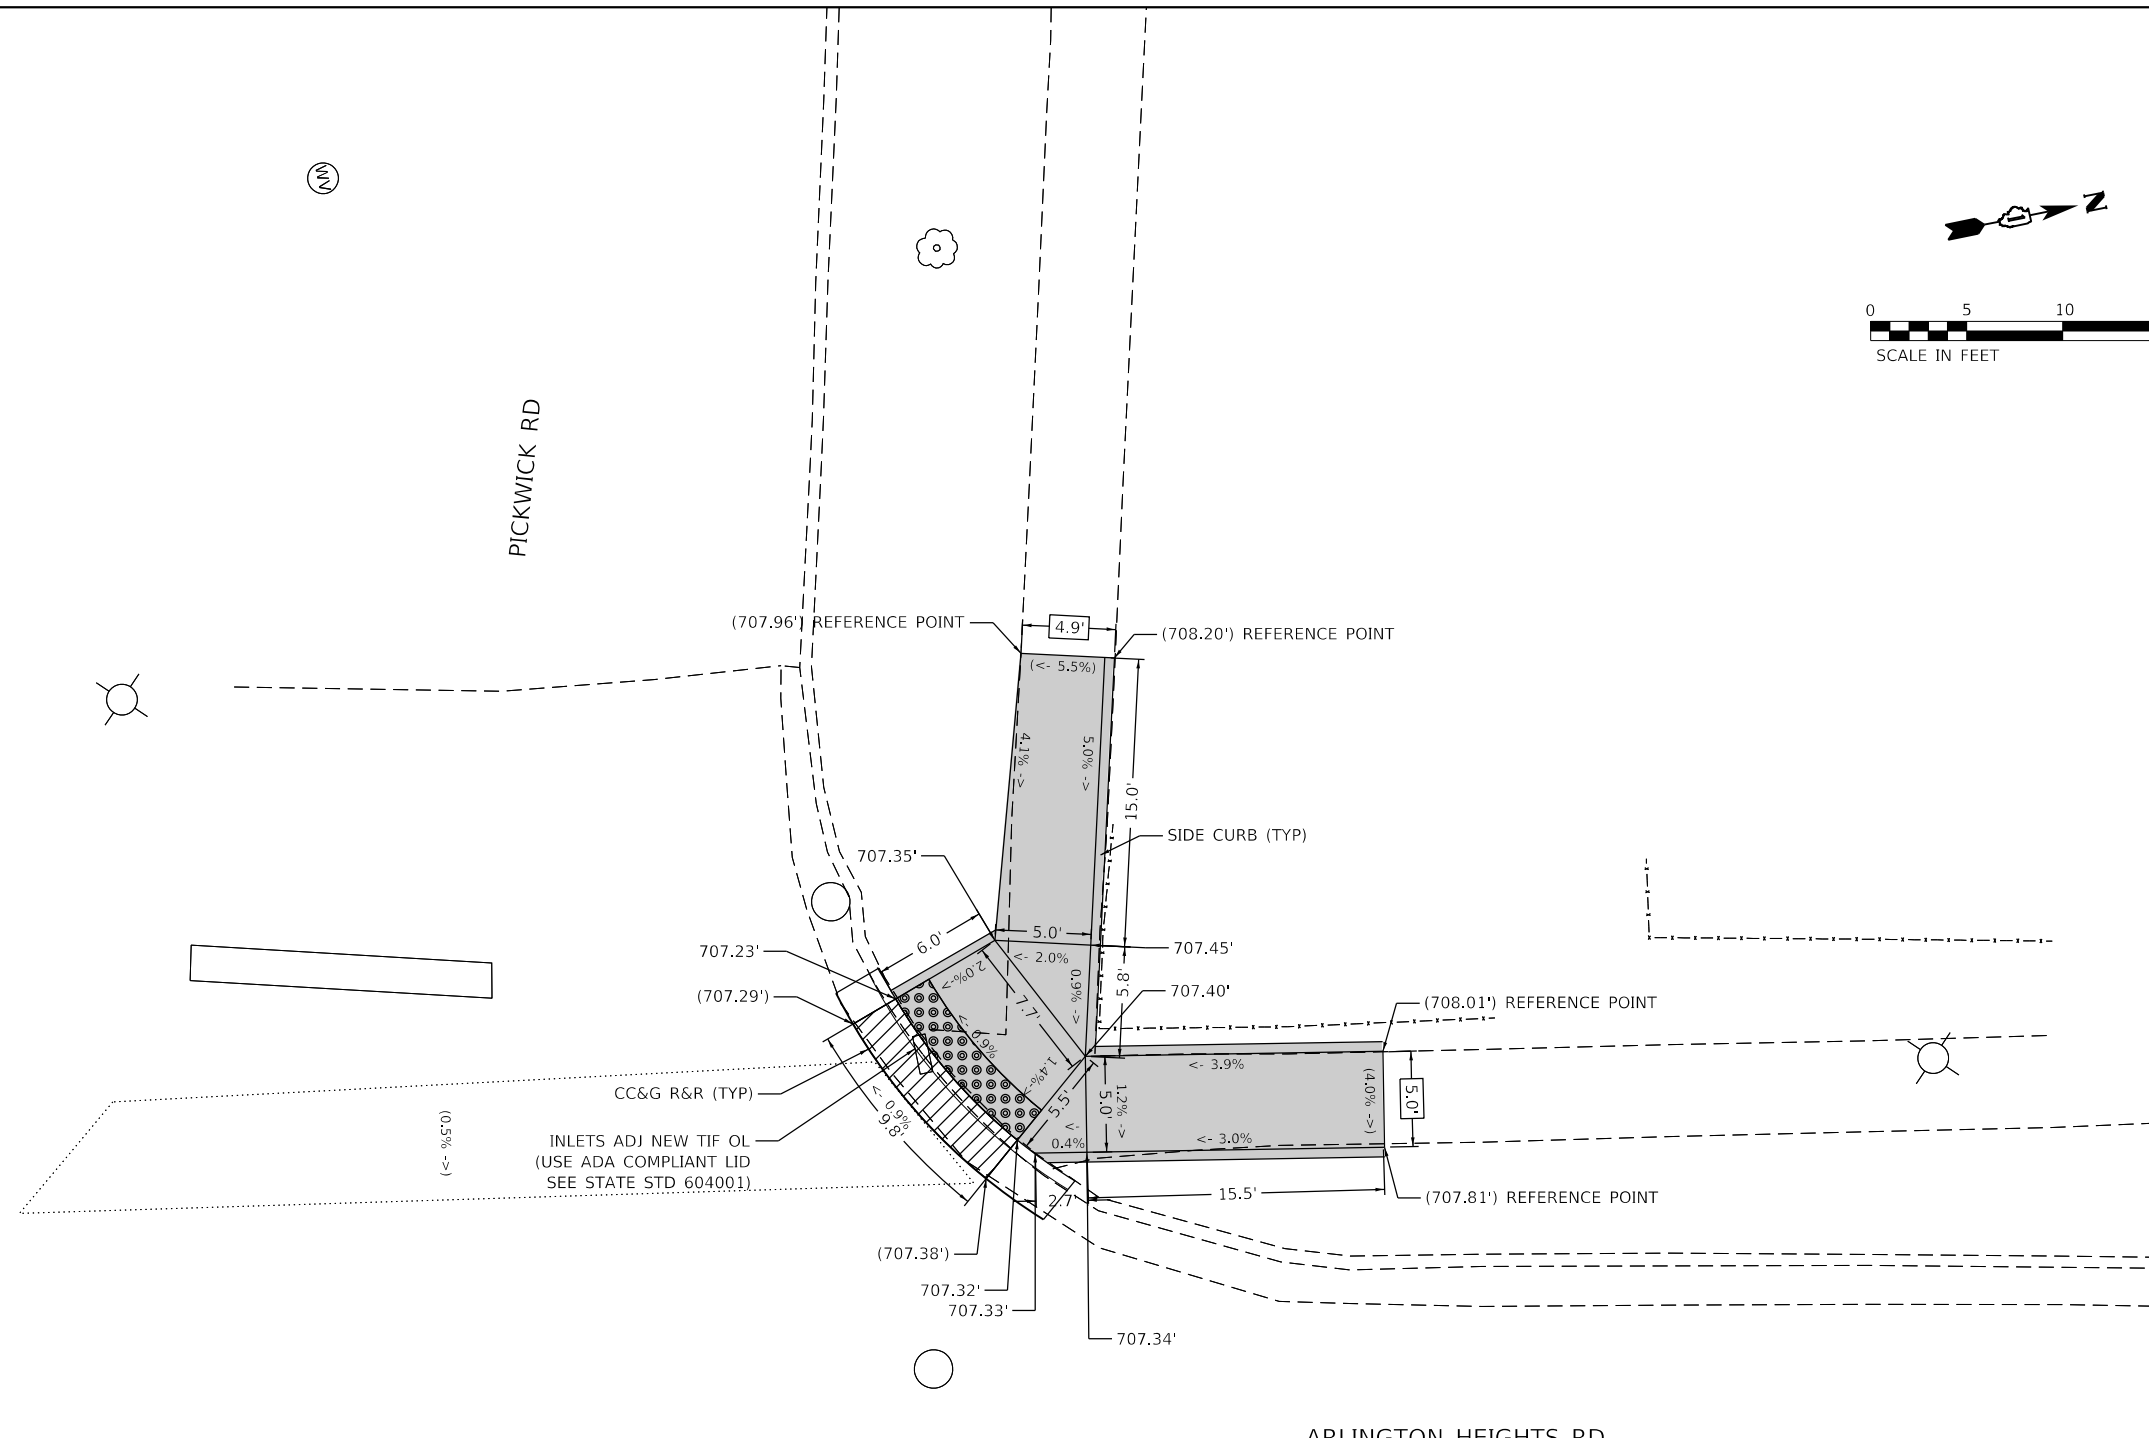 WV
N
0 5 10
SCALE IN FEET
PICKWICK RD
(707.96') REFERENCE POINT
4.9'
(708.20') REFERENCE POINT
(<- 5.5%)
4.1% ->
5.0% ->
15.0'
SIDE CURB (TYP)
707.35'
6.0'
5.0'
707.45'
707.23'
<- 2.0%
2.0%->
0.9% ->
5.8'
(707.29')
7.7'
707.40'
(708.01') REFERENCE POINT
<- 0.9%
1.4%->
<- 3.9%
(4.0% ->)
5.0'
CC&G R&R (TYP)
<- 0.9%
9.8'
5.5'
5.0'
1.2% ->
(0.5% ->)
<-
0.4%
<- 3.0%
INLETS ADJ NEW TIF OL
(USE ADA COMPLIANT LID
SEE STATE STD 604001)
2.7'
15.5'
(707.81') REFERENCE POINT
(707.38')
707.32'
707.33'
707.34'
ARLINGTON HEIGHTS RD